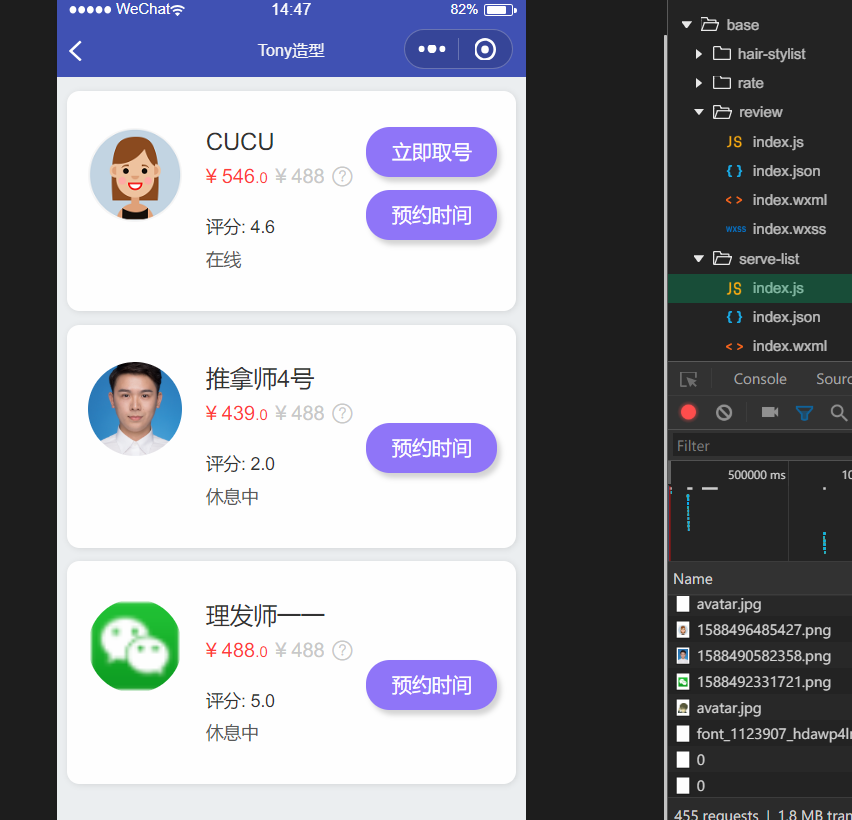 WeChat 14:47 82%
Tony造型
CUCU
¥ 546.0 ¥ 488 ?
评分: 4.6
在线
立即取号
预约时间
推拿师4号
¥ 439.0 ¥ 488 ?
评分: 2.0
休息中
预约时间
理发师一一
¥ 488.0 ¥ 488 ?
评分: 5.0
休息中
预约时间
base
hair-stylist
rate
review
JS index.js
{ } index.json
< > index.wxml
wxss index.wxss
serve-list
JS index.js
{ } index.json
< > index.wxml
Console Sourc
Filter
500000 ms 10
Name
avatar.jpg
1588496485427.png
1588490582358.png
1588492331721.png
avatar.jpg
font_1123907_hdawp4lr
0
0
455 requests | 1.8 MB tran